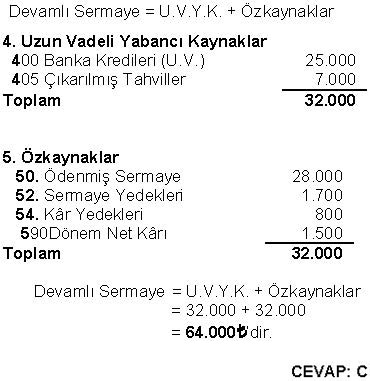 Devamlı Sermaye = U.V.Y.K. + Özkaynaklar
4. Uzun Vadeli Yabancı Kaynaklar
400 Banka Kredileri (U.V.) 25.000
405 Çıkarılmış Tahviller 7.000
Toplam 32.000
5. Özkaynaklar
50. Ödenmiş Sermaye 28.000
52. Sermaye Yedekleri 1.700
54. Kâr Yedekleri 800
590Dönem Net Kârı 1.500
Toplam 32.000
Devamlı Sermaye = U.V.Y.K. + Özkaynaklar
= 32.000 + 32.000
= 64.000₺'dir.
CEVAP: C